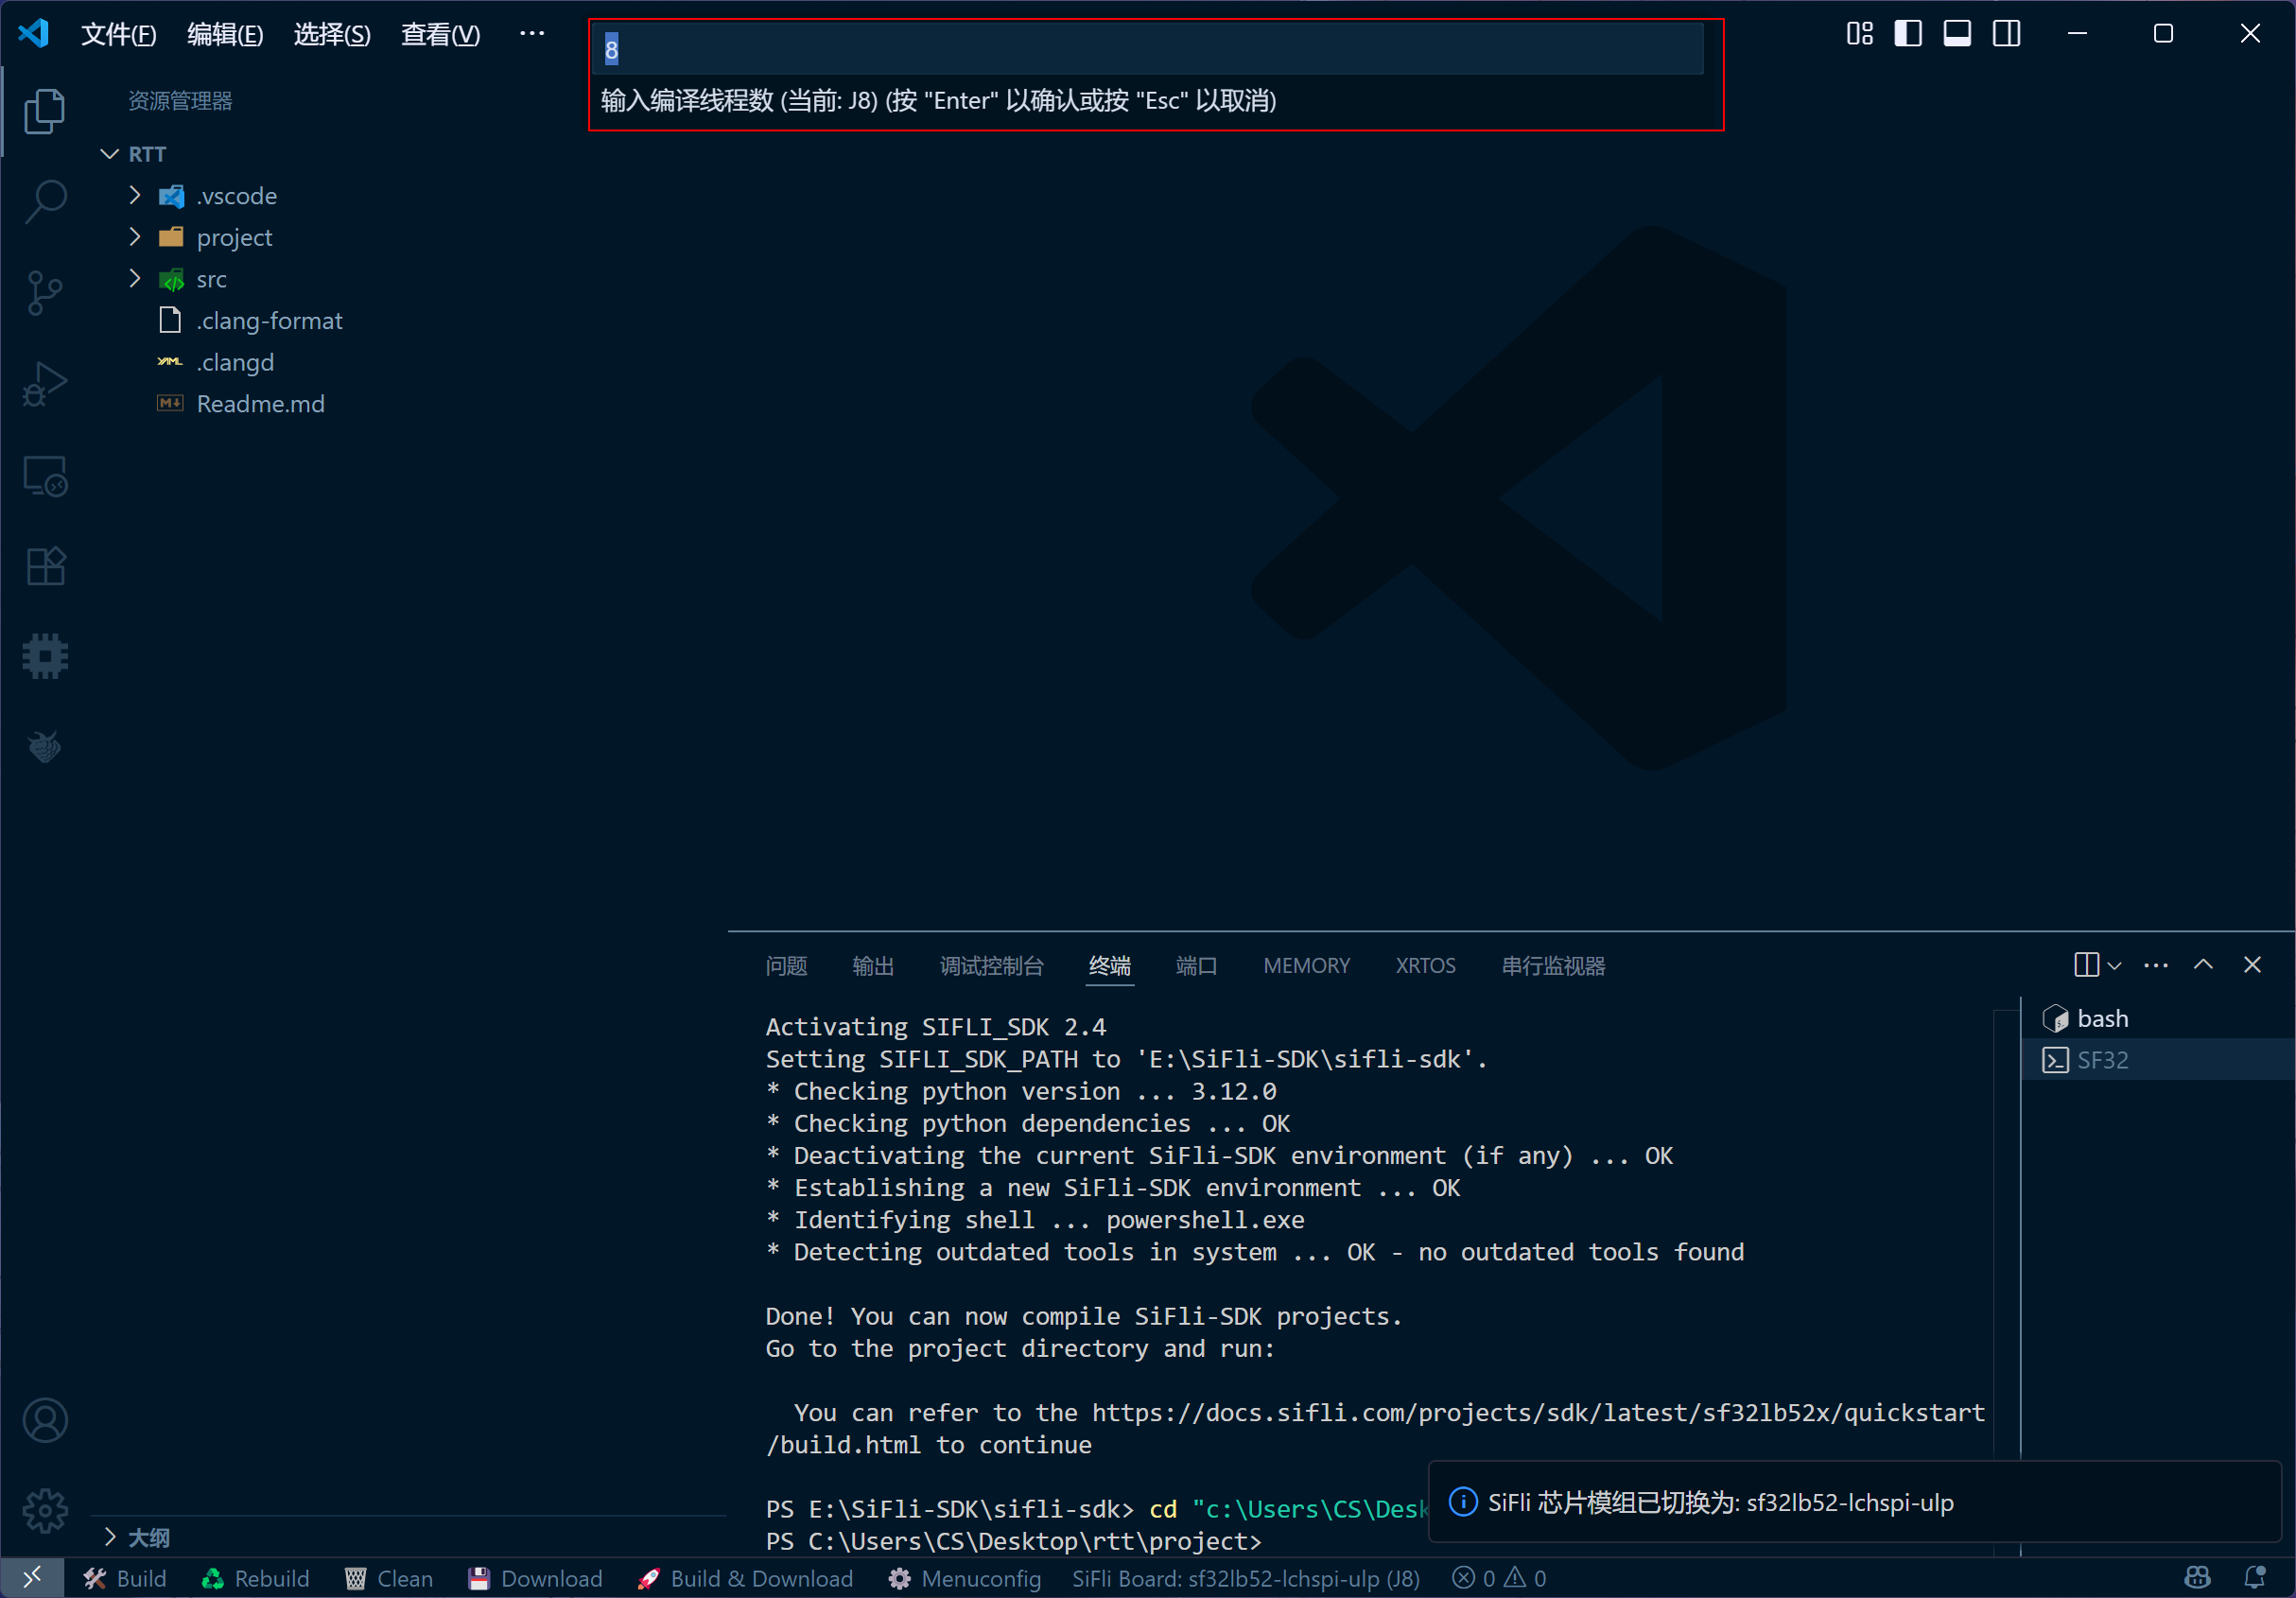 文件(F) 编辑(E) 选择(S) 查看(V) ···
8
输入编译线程数 (当前: J8) (按 "Enter" 以确认或按 "Esc" 以取消)
资源管理器
RTT
.vscode
project
src
.clang-format
YAML .clangd
M Readme.md
大纲
问题 输出 调试控制台 终端 端口 MEMORY XRTOS 串行监视器
Activating SIFLI_SDK 2.4
Setting SIFLI_SDK_PATH to 'E:\SiFli-SDK\sifli-sdk'.
* Checking python version ... 3.12.0
* Checking python dependencies ... OK
* Deactivating the current SiFli-SDK environment (if any) ... OK
* Establishing a new SiFli-SDK environment ... OK
* Identifying shell ... powershell.exe
* Detecting outdated tools in system ... OK - no outdated tools found
Done! You can now compile SiFli-SDK projects.
Go to the project directory and run:
You can refer to the https://docs.sifli.com/projects/sdk/latest/sf32lb52x/quickstart
/build.html to continue
PS E:\SiFli-SDK\sifli-sdk> cd "c:\Users\CS\Desk
PS C:\Users\CS\Desktop\rtt\project>
bash
SF32
SiFli 芯片模组已切换为: sf32lb52-lchspi-ulp
Build Rebuild Clean Download Build & Download Menuconfig SiFli Board: sf32lb52-lchspi-ulp (J8) 0 0